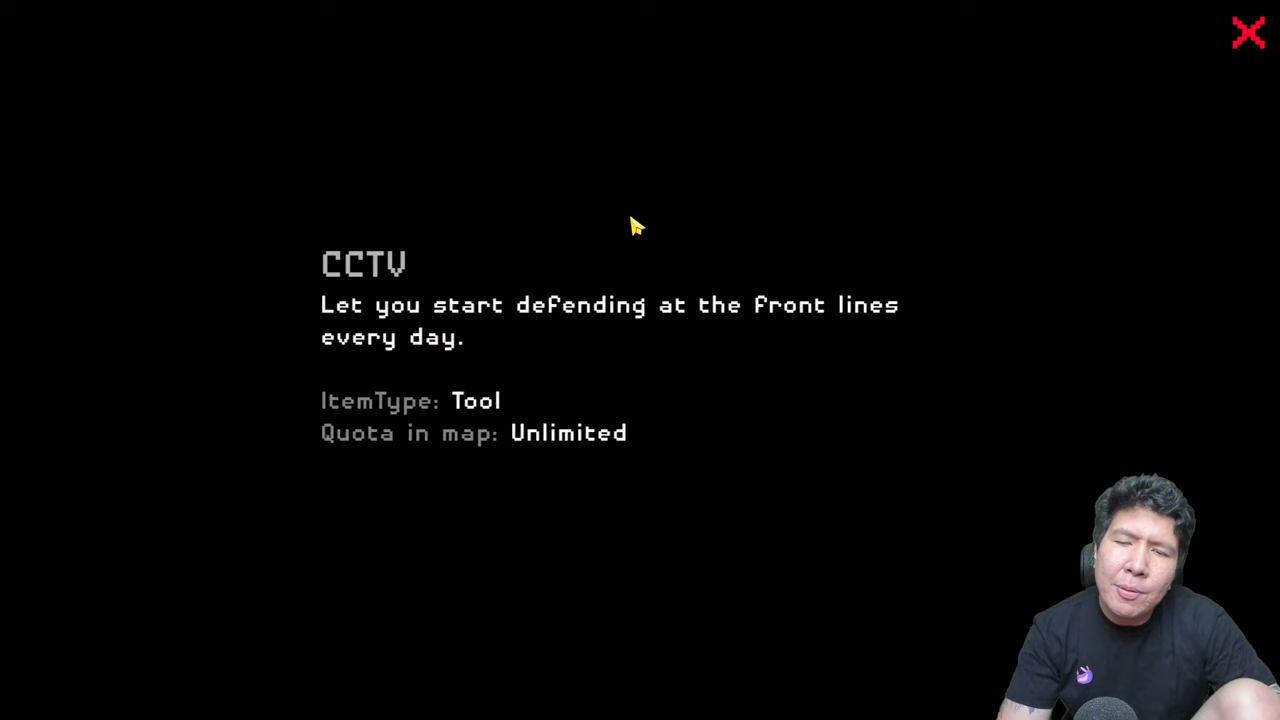 CCTV
Let you start defending at the front lines
every day.
ItemType: Tool
Quota in map: Unlimited